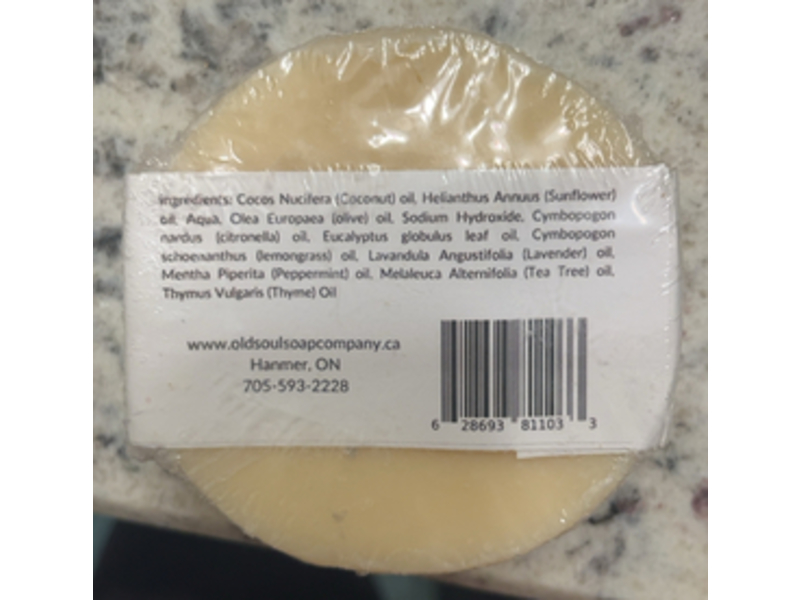 Ingredients: Cocos Nucifera (Coconut) oil, Helianthus Annuus (Sunflower)
oil, Aqua, Olea Europaea (olive) oil, Sodium Hydroxide, Cymbopogon
nardus (citronella) oil, Eucalyptus globulus leaf oil, Cymbopogon
schoenanthus (lemongrass) oil, Lavandula Angustifolia (Lavender) oil,
Mentha Piperita (Peppermint) oil, Melaleuca Alternifolia (Tea Tree) oil,
Thymus Vulgaris (Thyme) Oil
www.oldsoulsoapcompany.ca
Hanmer, ON
705-593-2228
6 28693 81103 3